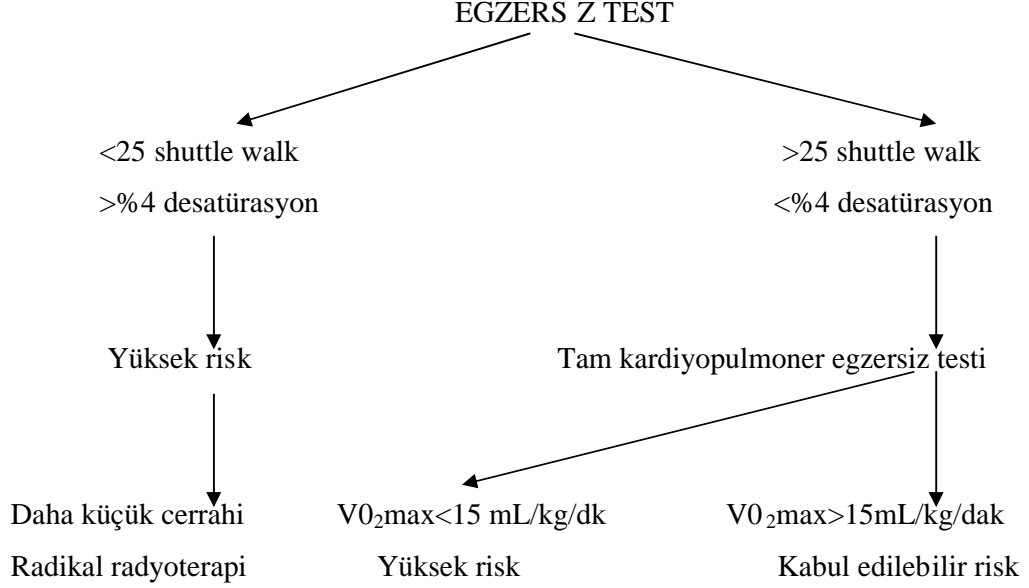 EGZERS Z TEST
<25 shuttle walk
>%4 desatürasyon
>25 shuttle walk
<%4 desatürasyon
Yüksek risk
Tam kardiyopulmoner egzersiz testi
Daha küçük cerrahi
Radikal radyoterapi
V0₂max<15 mL/kg/dk
Yüksek risk
V0₂max>15mL/kg/dak
Kabul edilebilir risk